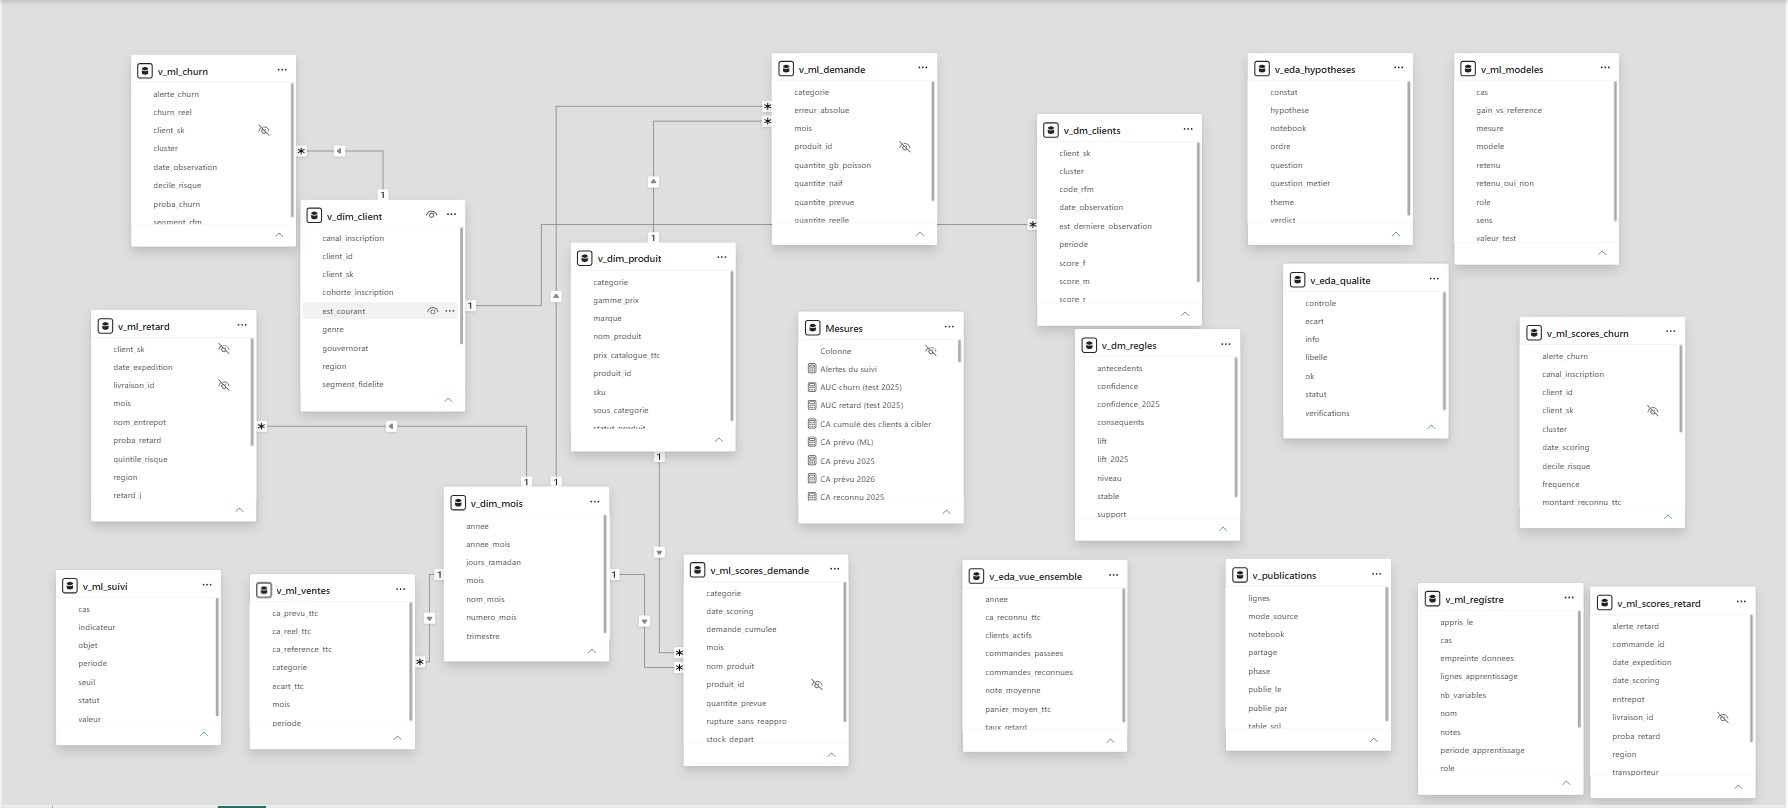 v_ml_churn
alerte_churn
churn_reel
client_sk
cluster
date_observation
decile_risque
proba_churn
segment_rfm
v_dim_client
canal_inscription
client_id
client_sk
cohorte_inscription
est_courant
genre
gouvernorat
region
segment_fidelite
v_ml_retard
client_sk
date_expedition
livraison_id
mois
nom_entrepot
proba_retard
quintile_risque
region
retard_j
v_ml_demande
categorie
erreur_absolue
mois
produit_id
quantite_gb_poisson
quantite_naif
quantite_prevue
quantite_reelle
v_dim_produit
categorie
gamme_prix
marque
nom_produit
prix_catalogue_ttc
produit_id
sku
sous_categorie
statut_produit
v_dm_clients
client_sk
cluster
code_rfm
date_observation
est_derniere_observation
periode
score_f
score_m
score_r
v_eda_hypotheses
constat
hypothese
notebook
ordre
question
question_metier
theme
verdict
v_ml_modeles
cas
gain_vs_reference
mesure
modele
retenu
retenu_oui_non
role
sens
valeur_test
v_eda_qualite
controle
ecart
info
libelle
ok
statut
verifications
Mesures
Colonne
Alertes du suivi
AUC churn (test 2025)
AUC retard (test 2025)
CA cumulé des clients à cibler
CA prévu (ML)
CA prévu 2025
CA prévu 2026
CA reconnu 2025
v_dm_regles
antecedents
confidence
confidence_2025
consequents
lift
lift_2025
niveau
stable
support
v_ml_scores_churn
alerte_churn
canal_inscription
client_id
client_sk
cluster
date_scoring
decile_risque
frequence
montant_reconnu_ttc
v_dim_mois
annee
annee_mois
jours_ramadan
mois
nom_mois
numero_mois
trimestre
v_ml_suivi
cas
indicateur
objet
periode
seuil
statut
valeur
v_ml_ventes
ca_prevu_ttc
ca_reel_ttc
ca_reference_ttc
categorie
ecart_ttc
mois
periode
v_ml_scores_demande
categorie
date_scoring
demande_cumulee
mois
nom_produit
produit_id
quantite_prevue
rupture_sans_reappro
stock_depart
v_eda_vue_ensemble
annee
ca_reconnu_ttc
clients_actifs
commandes_passees
commandes_reconnues
note_moyenne
panier_moyen_ttc
taux_retard
v_publications
lignes
mode_source
notebook
partage
phase
publie_le
publie_par
table_sql
v_ml_registre
appris_le
cas
empreinte_donnees
lignes_apprentissage
nb_variables
nom
notes
periode_apprentissage
role
v_ml_scores_retard
alerte_retard
commande_id
date_expedition
date_scoring
entrepot
livraison_id
proba_retard
region
transporteur
* 1
1 *
* 1
1 *
1 *
* 1
1 *
1 *